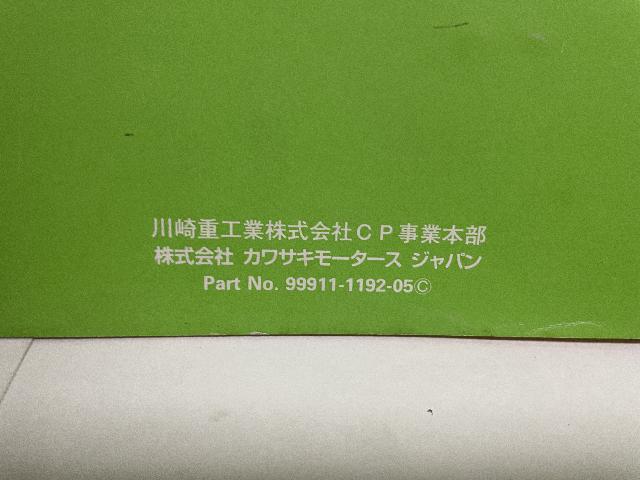 川崎重工業株式会社CP事業本部
株式会社 カワサキモータース ジャパン
Part No. 99911-1192-05©